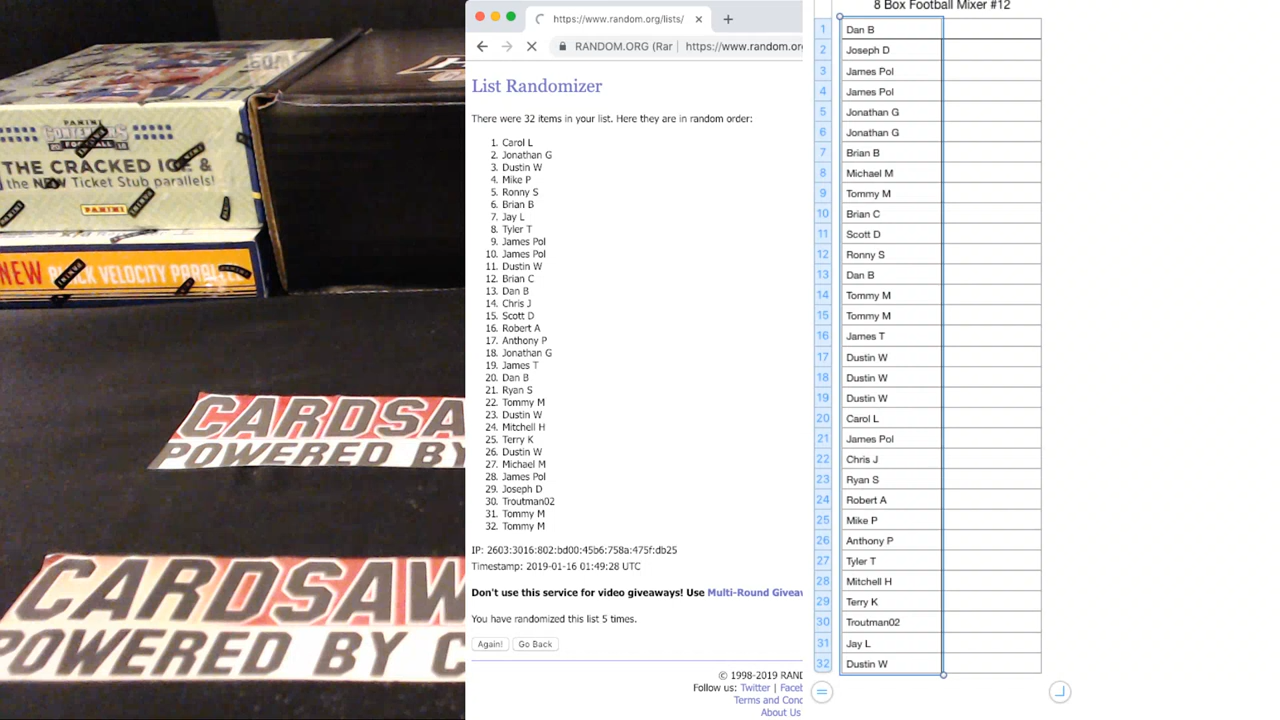 PANINI
CONTENDERS
FOOTBALL
THE CRACKED ICE &
the NEW Ticket Stub parallels!
PANINI
NEW BLACK VELOCITY PARALLELS
CARDSAW
POWERED BY C
CARDSAW
POWERED BY C
https://www.random.org/lists/
RANDOM.ORG (Rar | https://www.random.or
List Randomizer
There were 32 items in your list. Here they are in random order:
1. Carol L
2. Jonathan G
3. Dustin W
4. Mike P
5. Ronny S
6. Brian B
7. Jay L
8. Tyler T
9. James Pol
10. James Pol
11. Dustin W
12. Brian C
13. Dan B
14. Chris J
15. Scott D
16. Robert A
17. Anthony P
18. Jonathan G
19. James T
20. Dan B
21. Ryan S
22. Tommy M
23. Dustin W
24. Mitchell H
25. Terry K
26. Dustin W
27. Michael M
28. James Pol
29. Joseph D
30. Troutman02
31. Tommy M
32. Tommy M
IP: 2603:3016:802:bd00:45b6:758a:475f:db25
Timestamp: 2019-01-16 01:49:28 UTC
Don't use this service for video giveaways! Use Multi-Round Giveav
You have randomized this list 5 times.
Again! Go Back
© 1998-2019 RAND
Follow us: Twitter | Faceb
Terms and Conc
About Us
8 Box Football Mixer #12
1 Dan B
2 Joseph D
3 James Pol
4 James Pol
5 Jonathan G
6 Jonathan G
7 Brian B
8 Michael M
9 Tommy M
10 Brian C
11 Scott D
12 Ronny S
13 Dan B
14 Tommy M
15 Tommy M
16 James T
17 Dustin W
18 Dustin W
19 Dustin W
20 Carol L
21 James Pol
22 Chris J
23 Ryan S
24 Robert A
25 Mike P
26 Anthony P
27 Tyler T
28 Mitchell H
29 Terry K
30 Troutman02
31 Jay L
32 Dustin W